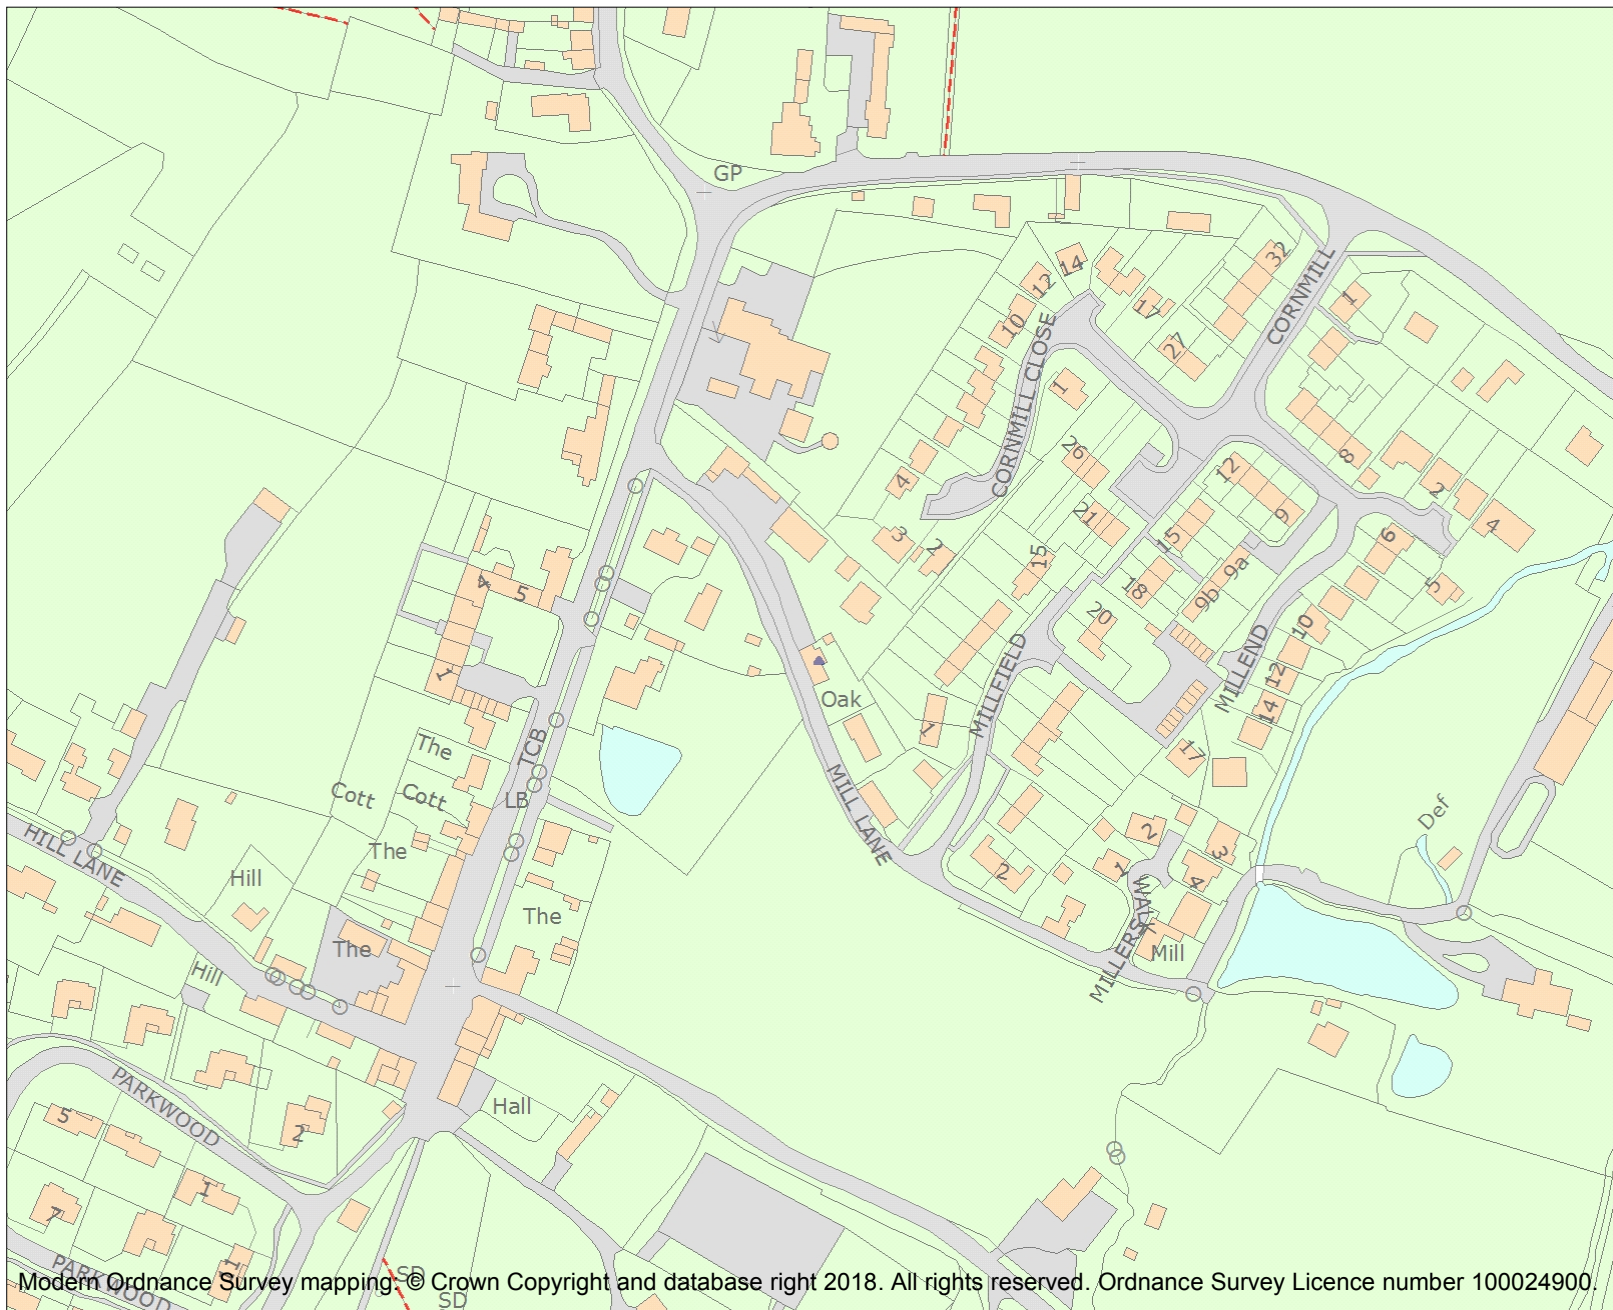 GP
CORNMILL
32
14
12
17
1
10
27
CORNMILL CLOSE
1
26
12
8
2
4
4
21
9
6
3
2
15
15
9a
4
5
18
9b
5
20
10
1
MILLFIELD
MILLEND
12
Oak
14
The
TCB
1
17
Cott
Cott
LB
MILL LANE
Def
2
HILL LANE
The
3
Hill
2
1
4
The
WALK
The
MILLERS
Mill
Hill
PARKWOOD
Hall
5
2
1
7
1
PARKWOOD
SD
SD
Modern Ordnance Survey mapping: © Crown Copyright and database right 2018. All rights reserved. Ordnance Survey Licence number 100024900.